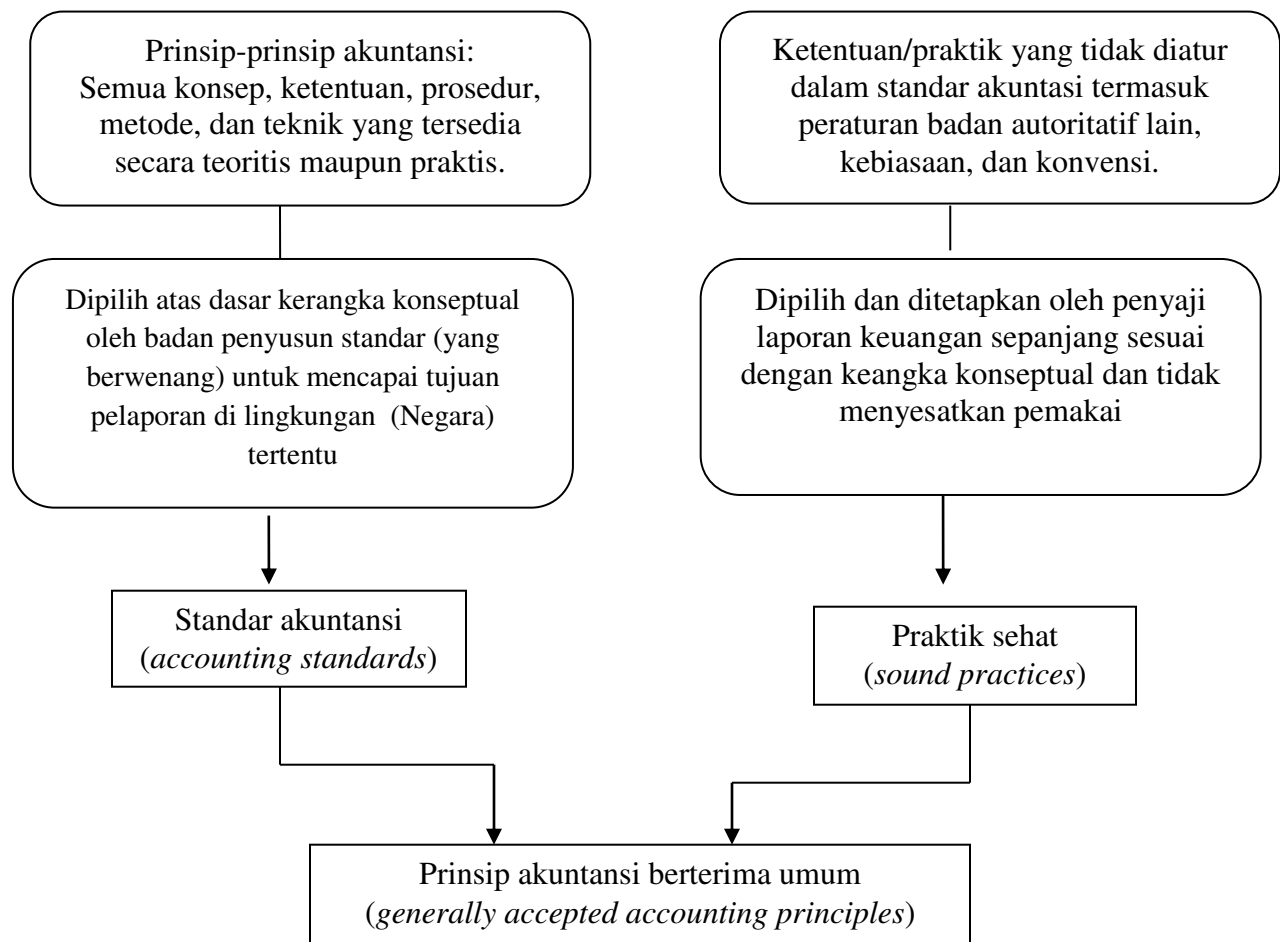 Prinsip-prinsip akuntansi:
Semua konsep, ketentuan, prosedur,
metode, dan teknik yang tersedia
secara teoritis maupun praktis.
Ketentuan/praktik yang tidak diatur
dalam standar akuntasi termasuk
peraturan badan autoritatif lain,
kebiasaan, dan konvensi.
Dipilih atas dasar kerangka konseptual
oleh badan penyusun standar (yang
berwenang) untuk mencapai tujuan
pelaporan di lingkungan (Negara)
tertentu
Dipilih dan ditetapkan oleh penyaji
laporan keuangan sepanjang sesuai
dengan keangka konseptual dan tidak
menyesatkan pemakai
Standar akuntansi
(accounting standards)
Praktik sehat
(sound practices)
Prinsip akuntansi berterima umum
(generally accepted accounting principles)